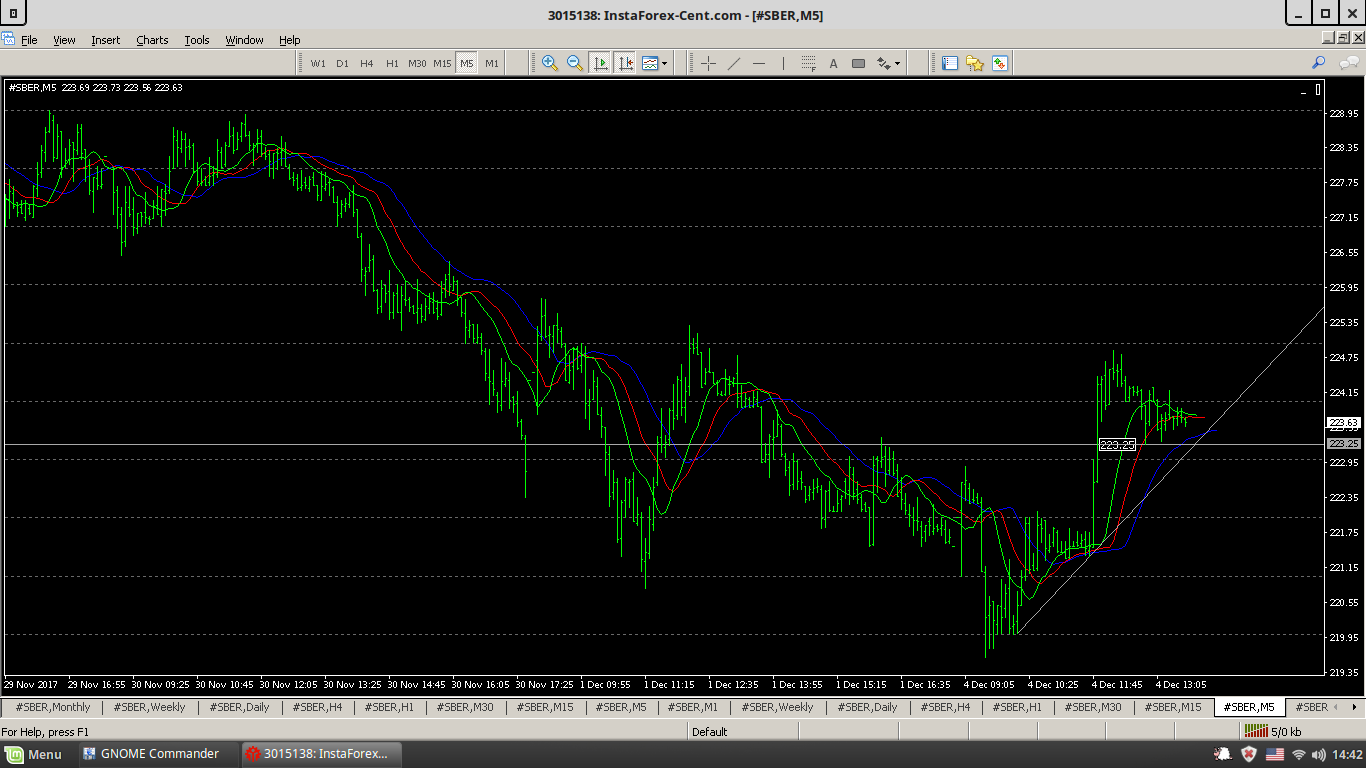 3015138: InstaForex-Cent.com - [#SBER,M5]
File View Insert Charts Tools Window Help
W1 D1 H4 H1 M30 M15 M5 M1
A
#SBER,M5 223.69 223.73 223.56 223.63
228.95
228.35
227.75
227.15
226.55
225.95
225.35
224.75
224.15
223.63
223.25
223.25
222.95
222.35
221.75
221.15
220.55
219.95
219.35
29 Nov 2017 29 Nov 16:55 30 Nov 09:25 30 Nov 10:45 30 Nov 12:05 30 Nov 13:25 30 Nov 14:45 30 Nov 16:05 30 Nov 17:25 1 Dec 09:55 1 Dec 11:15 1 Dec 12:35 1 Dec 13:55 1 Dec 15:15 1 Dec 16:35 4 Dec 09:05 4 Dec 10:25 4 Dec 11:45 4 Dec 13:05
#SBER,Monthly #SBER,Weekly #SBER,Daily #SBER,H4 #SBER,H1 #SBER,M30 #SBER,M15 #SBER,M5 #SBER,M1 #SBER,Weekly #SBER,Daily #SBER,H4 #SBER,H1 #SBER,M30 #SBER,M15 #SBER,M5 #SBER
For Help, press F1 Default 5/0 kb
Menu GNOME Commander 3015138: InstaForex... 14:42